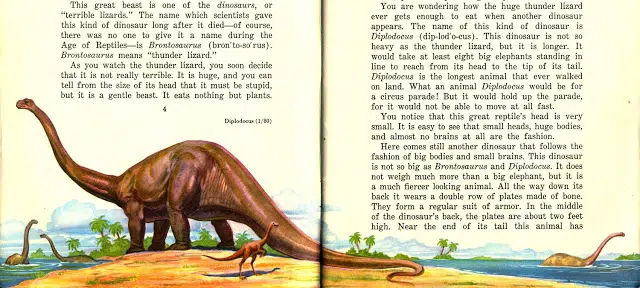 This great beast is one of the dinosaurs, or
"terrible lizards." The name which scientists gave
this kind of dinosaur long after it died—of course,
there was no one to give it a name during the
Age of Reptiles—is Brontosaurus (bron'to-so'rus).
Brontosaurus means "thunder lizard."
As you watch the thunder lizard, you soon decide
that it is not really terrible. It is huge, and you can
tell from the size of its head that it must be stupid,
but it is a gentle beast. It eats nothing but plants.
4
Diplodocus (1/80)
You are wondering how the huge thunder lizard
ever gets enough to eat when another dinosaur
appears. The name of this kind of dinosaur is
Diplodocus (dip-lod'o-cus). This dinosaur is not so
heavy as the thunder lizard, but it is longer. It
would take at least eight big elephants standing in
line to reach from its head to the tip of its tail.
Diplodocus is the longest animal that ever walked
on land. What an animal Diplodocus would be for
a circus parade! But it would hold up the parade,
for it would not be able to move at all fast.
You notice that this great reptile's head is very
small. It is easy to see that small heads, huge bodies,
and almost no brains at all are the fashion.
Here comes still another dinosaur that follows the
fashion of big bodies and small brains. This dinosaur
is not so big as Brontosaurus and Diplodocus. It does
not weigh much more than a big elephant, but it is
a much fiercer looking animal. All the way down its
back it wears a double row of plates made of bone.
They form a regular suit of armor. In the middle
of the dinosaur's back, the plates are about two feet
high. Near the end of its tail this animal has